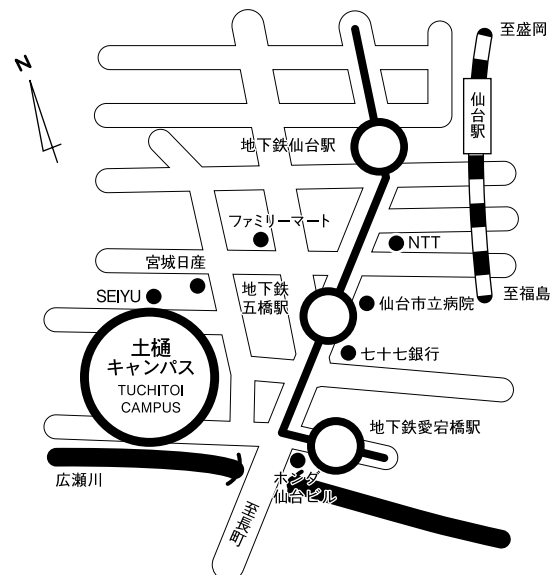 至盛岡
N
仙台駅
地下鉄仙台駅
ファミリーマート
NTT
宮城日産
SEIYU
地下鉄
五橋駅
仙台市立病院
至福島
七十七銀行
土樋
キャンパス
TUCHITOI
CAMPUS
地下鉄愛宕橋駅
広瀬川
ホンダ
仙台ビル
至長町